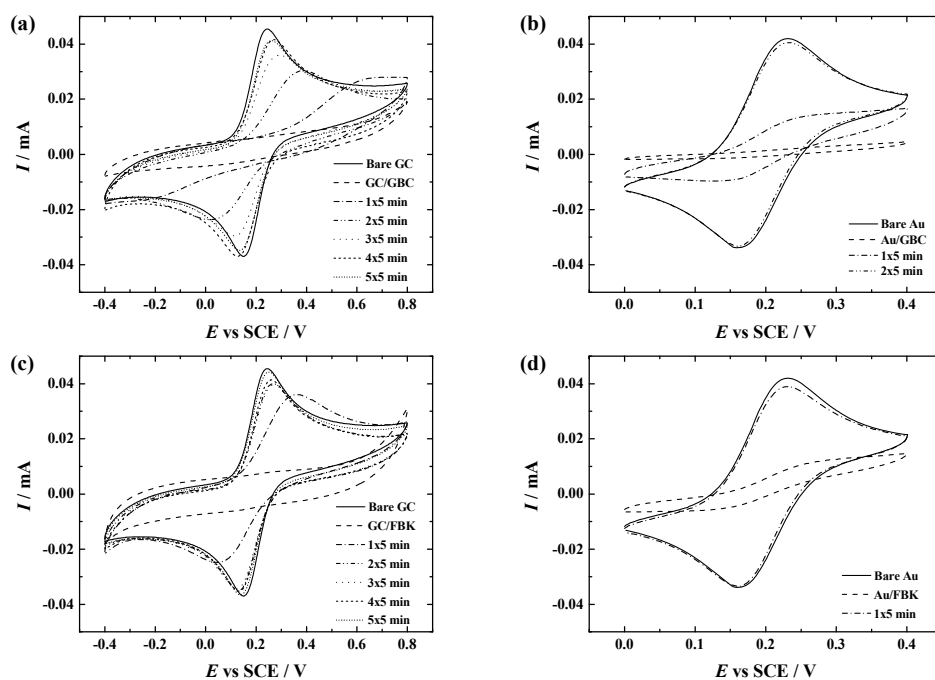 (a)
I / mA
0.04
0.02
0.00
-0.02
-0.04
Bare GC
GC/GBC
1x5 min
2x5 min
3x5 min
4x5 min
5x5 min
-0.4 -0.2 0.0 0.2 0.4 0.6 0.8
E vs SCE / V
(b)
I / mA
0.04
0.02
0.00
-0.02
-0.04
Bare Au
Au/GBC
1x5 min
2x5 min
0.0 0.1 0.2 0.3 0.4
E vs SCE / V
(c)
I / mA
0.04
0.02
0.00
-0.02
-0.04
Bare GC
GC/FBK
1x5 min
2x5 min
3x5 min
4x5 min
5x5 min
-0.4 -0.2 0.0 0.2 0.4 0.6 0.8
E vs SCE / V
(d)
I / mA
0.04
0.02
0.00
-0.02
-0.04
Bare Au
Au/FBK
1x5 min
0.0 0.1 0.2 0.3 0.4
E vs SCE / V